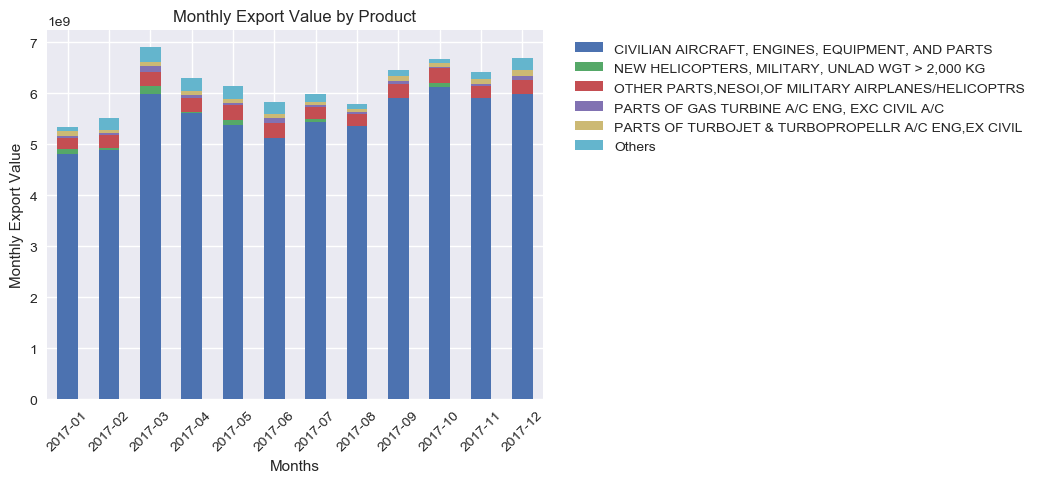 Monthly Export Value by Product
1e9
7
6
5
4
3
2
1
0
Monthly Export Value
2017-01
2017-02
2017-03
2017-04
2017-05
2017-06
2017-07
2017-08
2017-09
2017-10
2017-11
2017-12
Months
CIVILIAN AIRCRAFT, ENGINES, EQUIPMENT, AND PARTS
NEW HELICOPTERS, MILITARY, UNLAD WGT > 2,000 KG
OTHER PARTS,NESOI,OF MILITARY AIRPLANES/HELICOPTRS
PARTS OF GAS TURBINE A/C ENG, EXC CIVIL A/C
PARTS OF TURBOJET & TURBOPROPELLR A/C ENG,EX CIVIL
Others